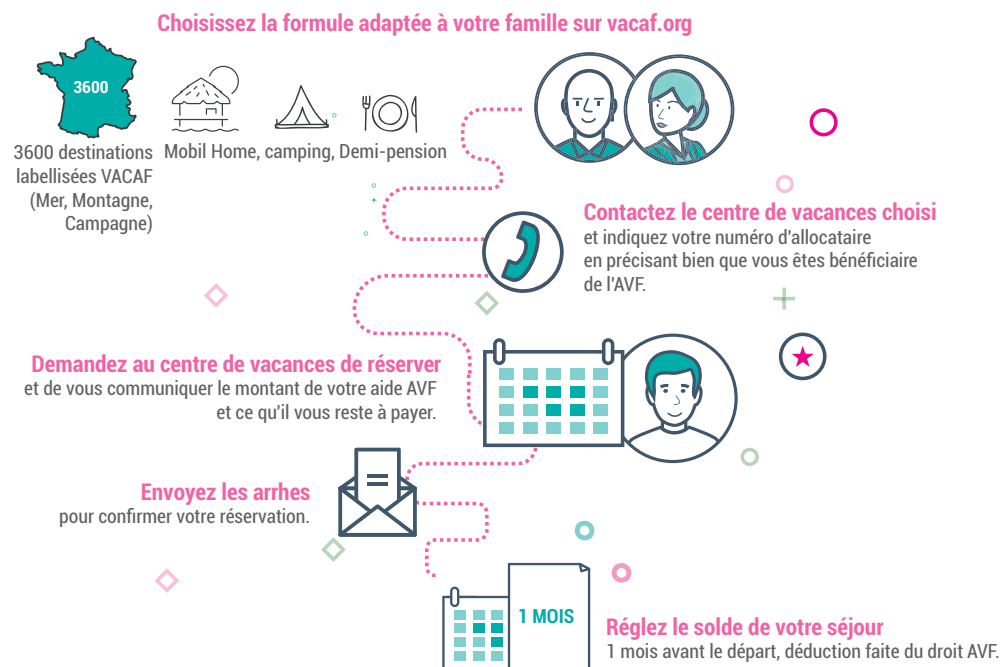 Choisissez la formule adaptée à votre famille sur vacaf.org
3600
3600 destinations
labellisées VACAF
(Mer, Montagne,
Campagne)
Mobil Home, camping, Demi-pension
Contactez le centre de vacances choisi
et indiquez votre numéro d'allocataire
en précisant bien que vous êtes bénéficiaire
de l'AVF.
Demandez au centre de vacances de réserver
et de vous communiquer le montant de votre aide AVF
et ce qu'il vous reste à payer.
Envoyez les arrhes
pour confirmer votre réservation.
1 MOIS
Réglez le solde de votre séjour
1 mois avant le départ, déduction faite du droit AVF.